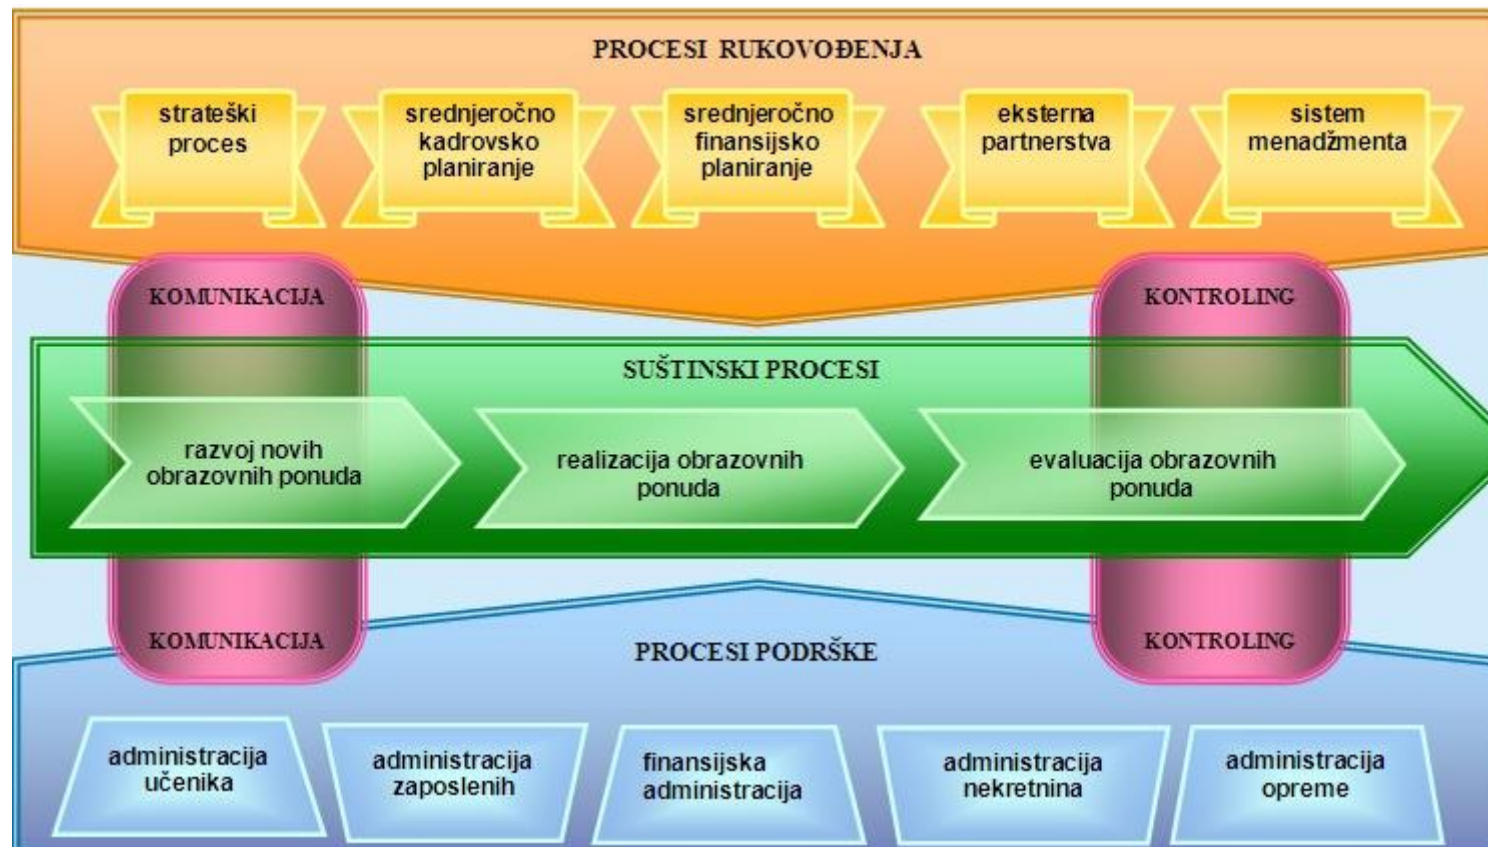 PROCESI RUKOVOĐENJA
strateški
proces
srednjeročno
kadrovsko
planiranje
srednjeročno
finansijsko
planiranje
eksterna
partnerstva
sistem
menadžmenta
KOMUNIKACIJA
KONTROLING
SUŠTINSKI PROCESI
razvoj novih
obrazovnih ponuda
realizacija obrazovnih
ponuda
evaluacija obrazovnih
ponuda
KOMUNIKACIJA
KONTROLING
PROCESI PODRŠKE
administracija
učenika
administracija
zaposlenih
finansijska
administracija
administracija
nekretnina
administracija
opreme